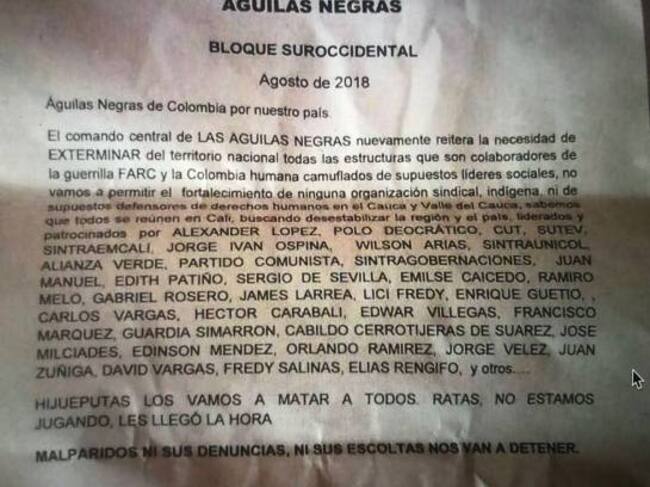 AGUILAS NEGRAS
BLOQUE SUROCCIDENTAL
Agosto de 2018
Águilas Negras de Colombia por nuestro país.
El comando central de LAS AGUILAS NEGRAS nuevamente reitera la necesidad de
EXTERMINAR del territorio nacional todas las estructuras que son colaboradores de
la guerrilla FARC y la Colombia humana camuflados de supuestos líderes sociales, no
vamos a permitir el fortalecimiento de ninguna organización sindical, indígena, ni de
supuestos defensores de derechos humanos en el Cauca y Valle del Cauca, sabemos
que todos se reúnen en Cali, buscando desestabilizar la región y el país, liderados y
patrocinados por ALEXANDER LOPEZ, POLO DEOCRÁTICO, CUT, SUTEV,
SINTRAEMCALI, JORGE IVAN OSPINA, WILSON ARIAS, SINTRAUNICOL,
ALIANZA VERDE, PARTIDO COMUNISTA, SINTRAGOBERNACIONES, JUAN
MANUEL, EDITH PATIÑO, SERGIO DE SEVILLA, EMILSE CAICEDO, RAMIRO
MELO, GABRIEL ROSERO, JAMES LARREA, LICI FREDY, ENRIQUE GUETIO, ,
CARLOS VARGAS, HECTOR CARABALI, EDWAR VILLEGAS, FRANCISCO
MARQUEZ, GUARDIA SIMARRON, CABILDO CERROTIJERAS DE SUAREZ, JOSE
MILCIADES, EDINSON MENDEZ, ORLANDO RAMIREZ, JORGE VELEZ, JUAN
ZUÑIGA, DAVID VARGAS, FREDY SALINAS, ELIAS RENGIFO, y otros....
HIJUEPUTAS LOS VAMOS A MATAR A TODOS. RATAS, NO ESTAMOS
JUGANDO, LES LLEGÓ LA HORA
MALPARIDOS NI SUS DENUNCIAS, NI SUS ESCOLTAS NOS VAN A DETENER.